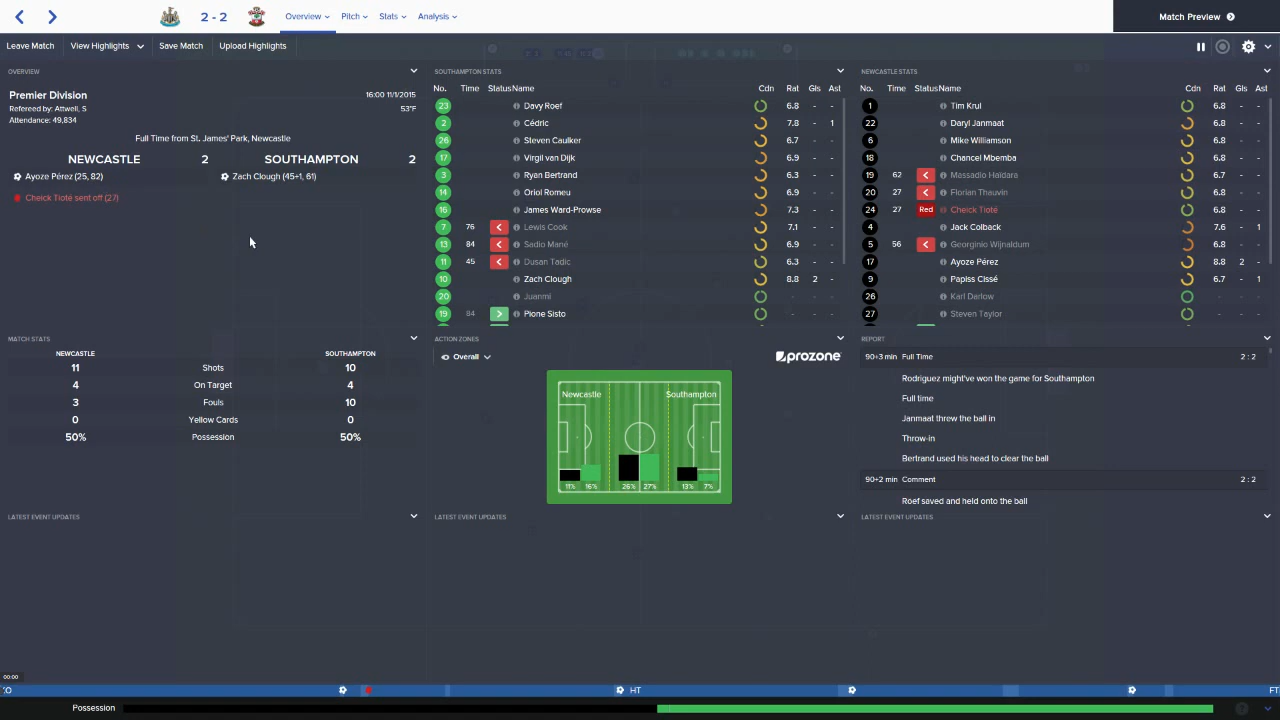 2 - 2
Overview
Pitch
Stats
Analysis
Match Preview
Leave Match
View Highlights
Save Match
Upload Highlights
OVERVIEW
Premier Division
16:00 11/1/2015
Refereed by: Attwell, S
53°F
Attendance: 49,834
Full Time from St. James' Park, Newcastle
NEWCASTLE 2 SOUTHAMPTON 2
Ayoze Pérez (25, 82) Zach Clough (45+1, 61)
Cheick Tioté sent off (27)
SOUTHAMPTON STATS
No. Time Status Name Cdn Rat Gls Ast
23 Davy Roef 6.8 - -
2 Cédric 7.8 - 1
26 Steven Caulker 6.7 - -
17 Virgil van Dijk 6.9 - -
3 Ryan Bertrand 6.3 - -
14 Oriol Romeu 6.9 - -
16 James Ward-Prowse 7.3 - -
7 76 Lewis Cook 7.1 - -
13 84 Sadio Mané 6.9 - -
11 45 Dusan Tadic 6.3 - -
10 Zach Clough 8.8 2 -
20 Juanmi - - -
19 84 Pione Sisto - - -
NEWCASTLE STATS
No. Time Status Name Cdn Rat Gls Ast
1 Tim Krul 6.8 - -
22 Daryl Janmaat 6.8 - -
6 Mike Williamson 6.8 - -
18 Chancel Mbemba 6.8 - -
19 62 Massadio Haïdara 6.7 - -
20 27 Florian Thauvin 6.8 - -
24 27 Red Cheick Tioté 6.8 - -
4 Jack Colback 7.6 - 1
5 56 Georginio Wijnaldum 6.8 - -
17 Ayoze Pérez 8.8 2 -
9 Papiss Cissé 6.7 - 1
26 Karl Darlow - - -
27 Steven Taylor - - -
MATCH STATS
NEWCASTLE SOUTHAMPTON
11 Shots 10
4 On Target 4
3 Fouls 10
0 Yellow Cards 0
50% Possession 50%
ACTION ZONES
Overall
prozone
Newcastle Southampton
11% 16% 26% 27% 13% 7%
REPORT
90+3 min Full Time 2 : 2
Rodriguez might've won the game for Southampton
Full time
Janmaat threw the ball in
Throw-in
Bertrand used his head to clear the ball
90+2 min Comment 2 : 2
Roef saved and held onto the ball
LATEST EVENT UPDATES
LATEST EVENT UPDATES
LATEST EVENT UPDATES
00:00
HT
FT
Possession